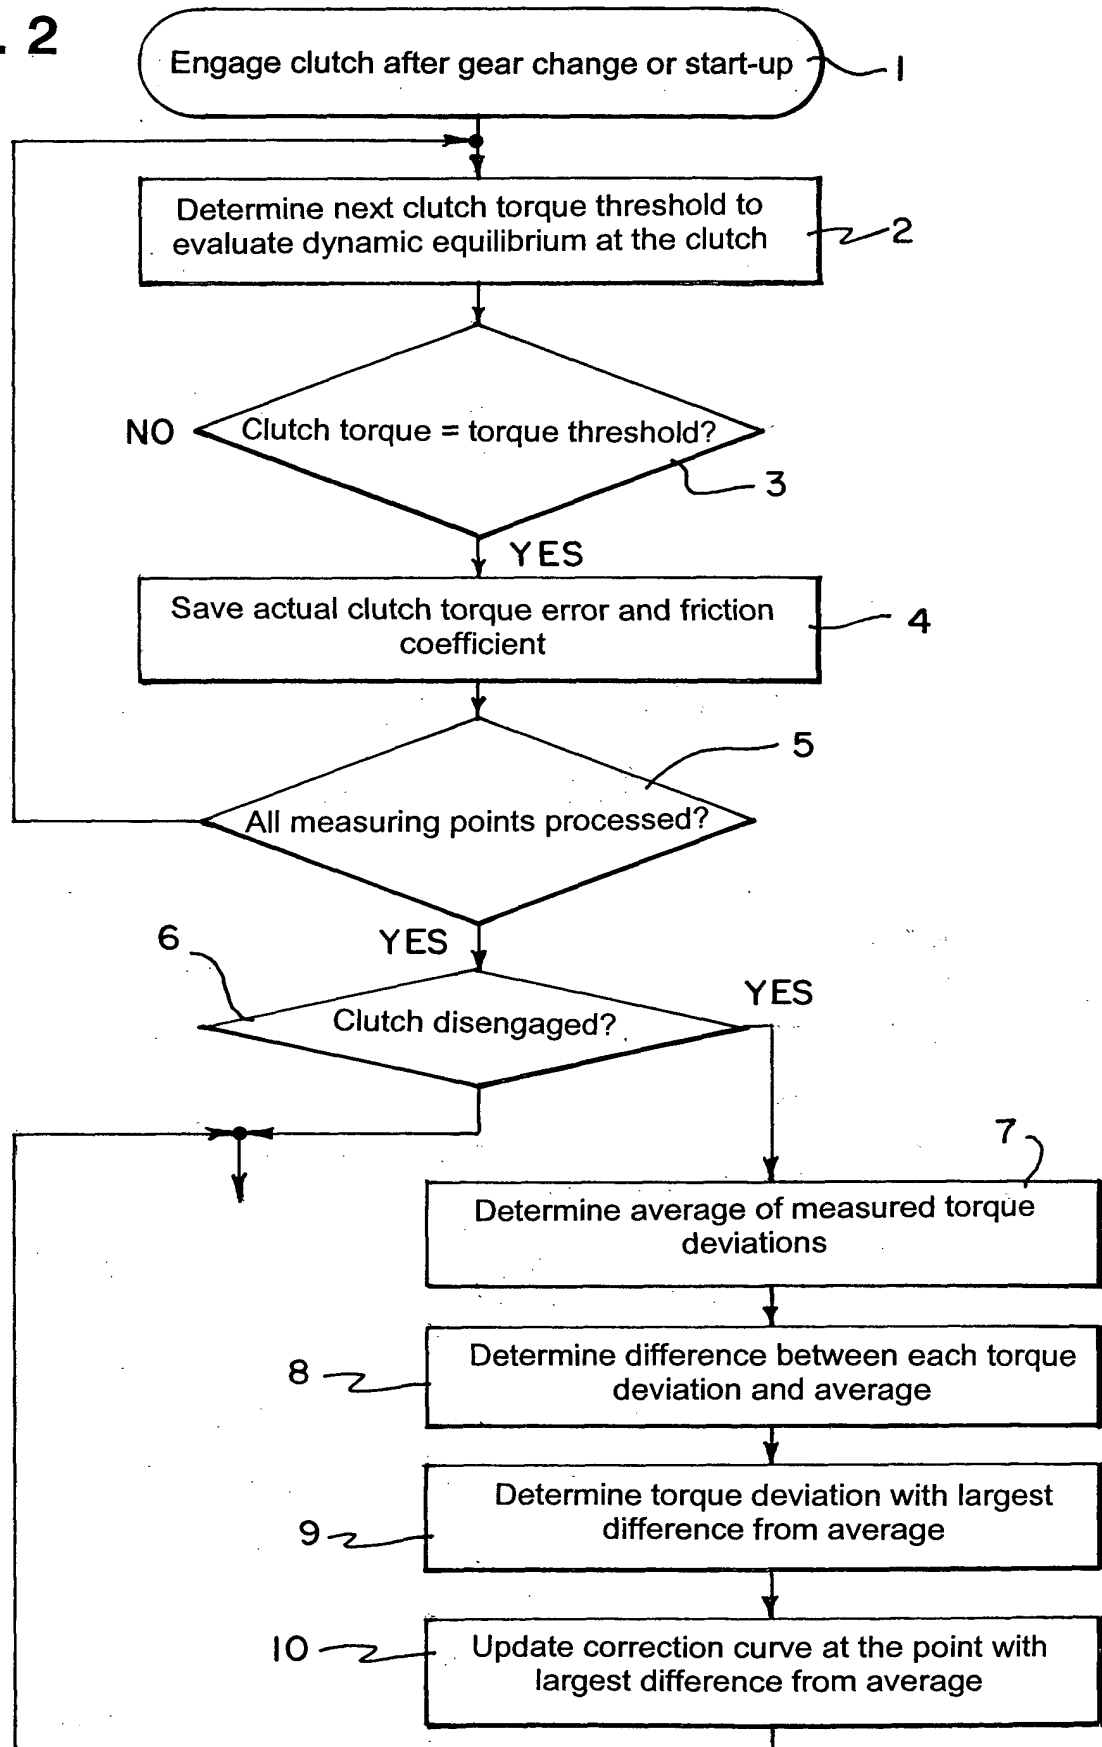 . 2
Engage clutch after gear change or start-up
1
Determine next clutch torque threshold to
evaluate dynamic equilibrium at the clutch
2
NO
Clutch torque = torque threshold?
3
YES
Save actual clutch torque error and friction
coefficient
4
5
All measuring points processed?
6
YES
YES
Clutch disengaged?
7
Determine average of measured torque
deviations
8
Determine difference between each torque
deviation and average
Determine torque deviation with largest
difference from average
9
10
Update correction curve at the point with
largest difference from average